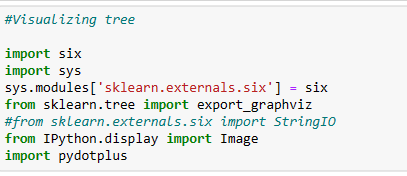 #Visualizing tree
import six
import sys
sys.modules['sklearn.externals.six'] = six
from sklearn.tree import export_graphviz
#from sklearn.externals.six import StringIO
from IPython.display import Image
import pydotplus